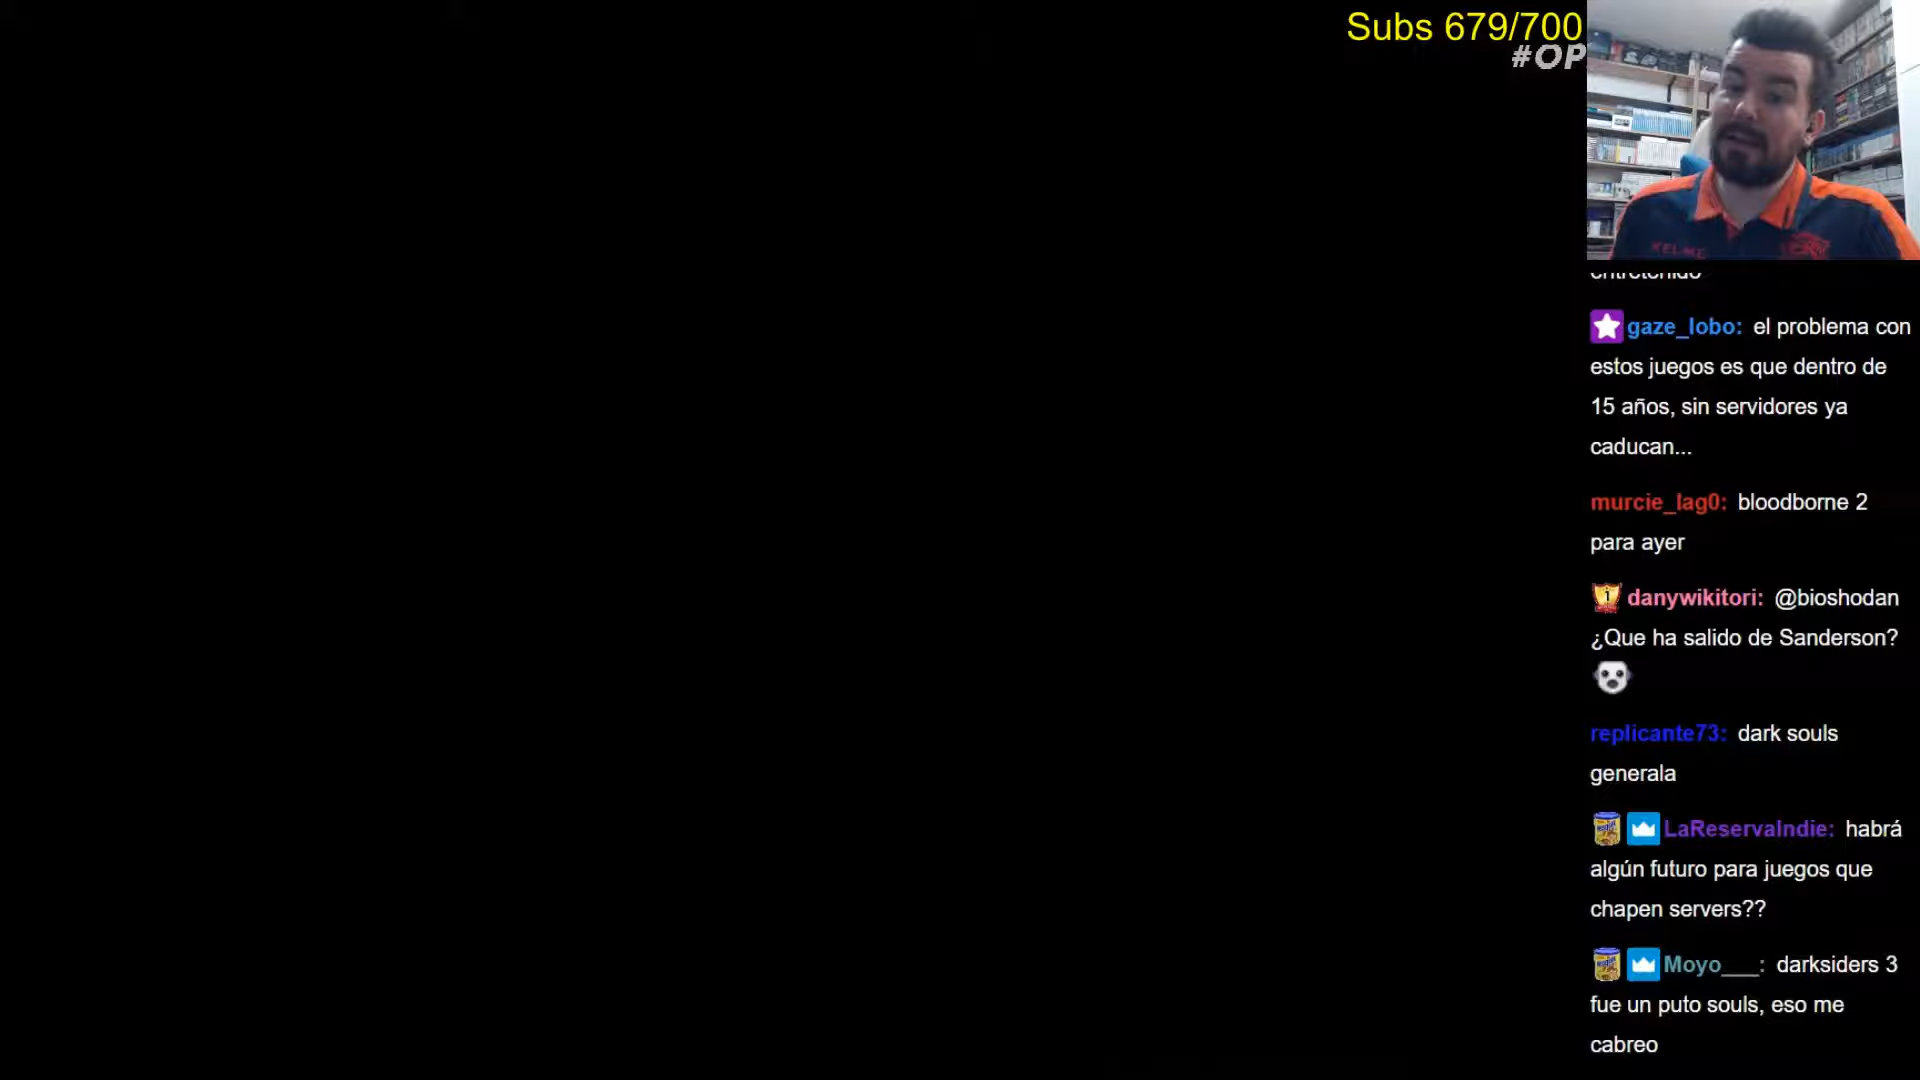 Subs 679/700
#OP
KELME
entretenido
gaze_lobo: el problema con
estos juegos es que dentro de
15 años, sin servidores ya
caducan...
murcie_lag0: bloodborne 2
para ayer
danywikitori: @bioshodan
¿Que ha salido de Sanderson?
replicante73: dark souls
generala
LaReservaIndie: habrá
algún futuro para juegos que
chapen servers??
Moyo___: darksiders 3
fue un puto souls, eso me
cabreo